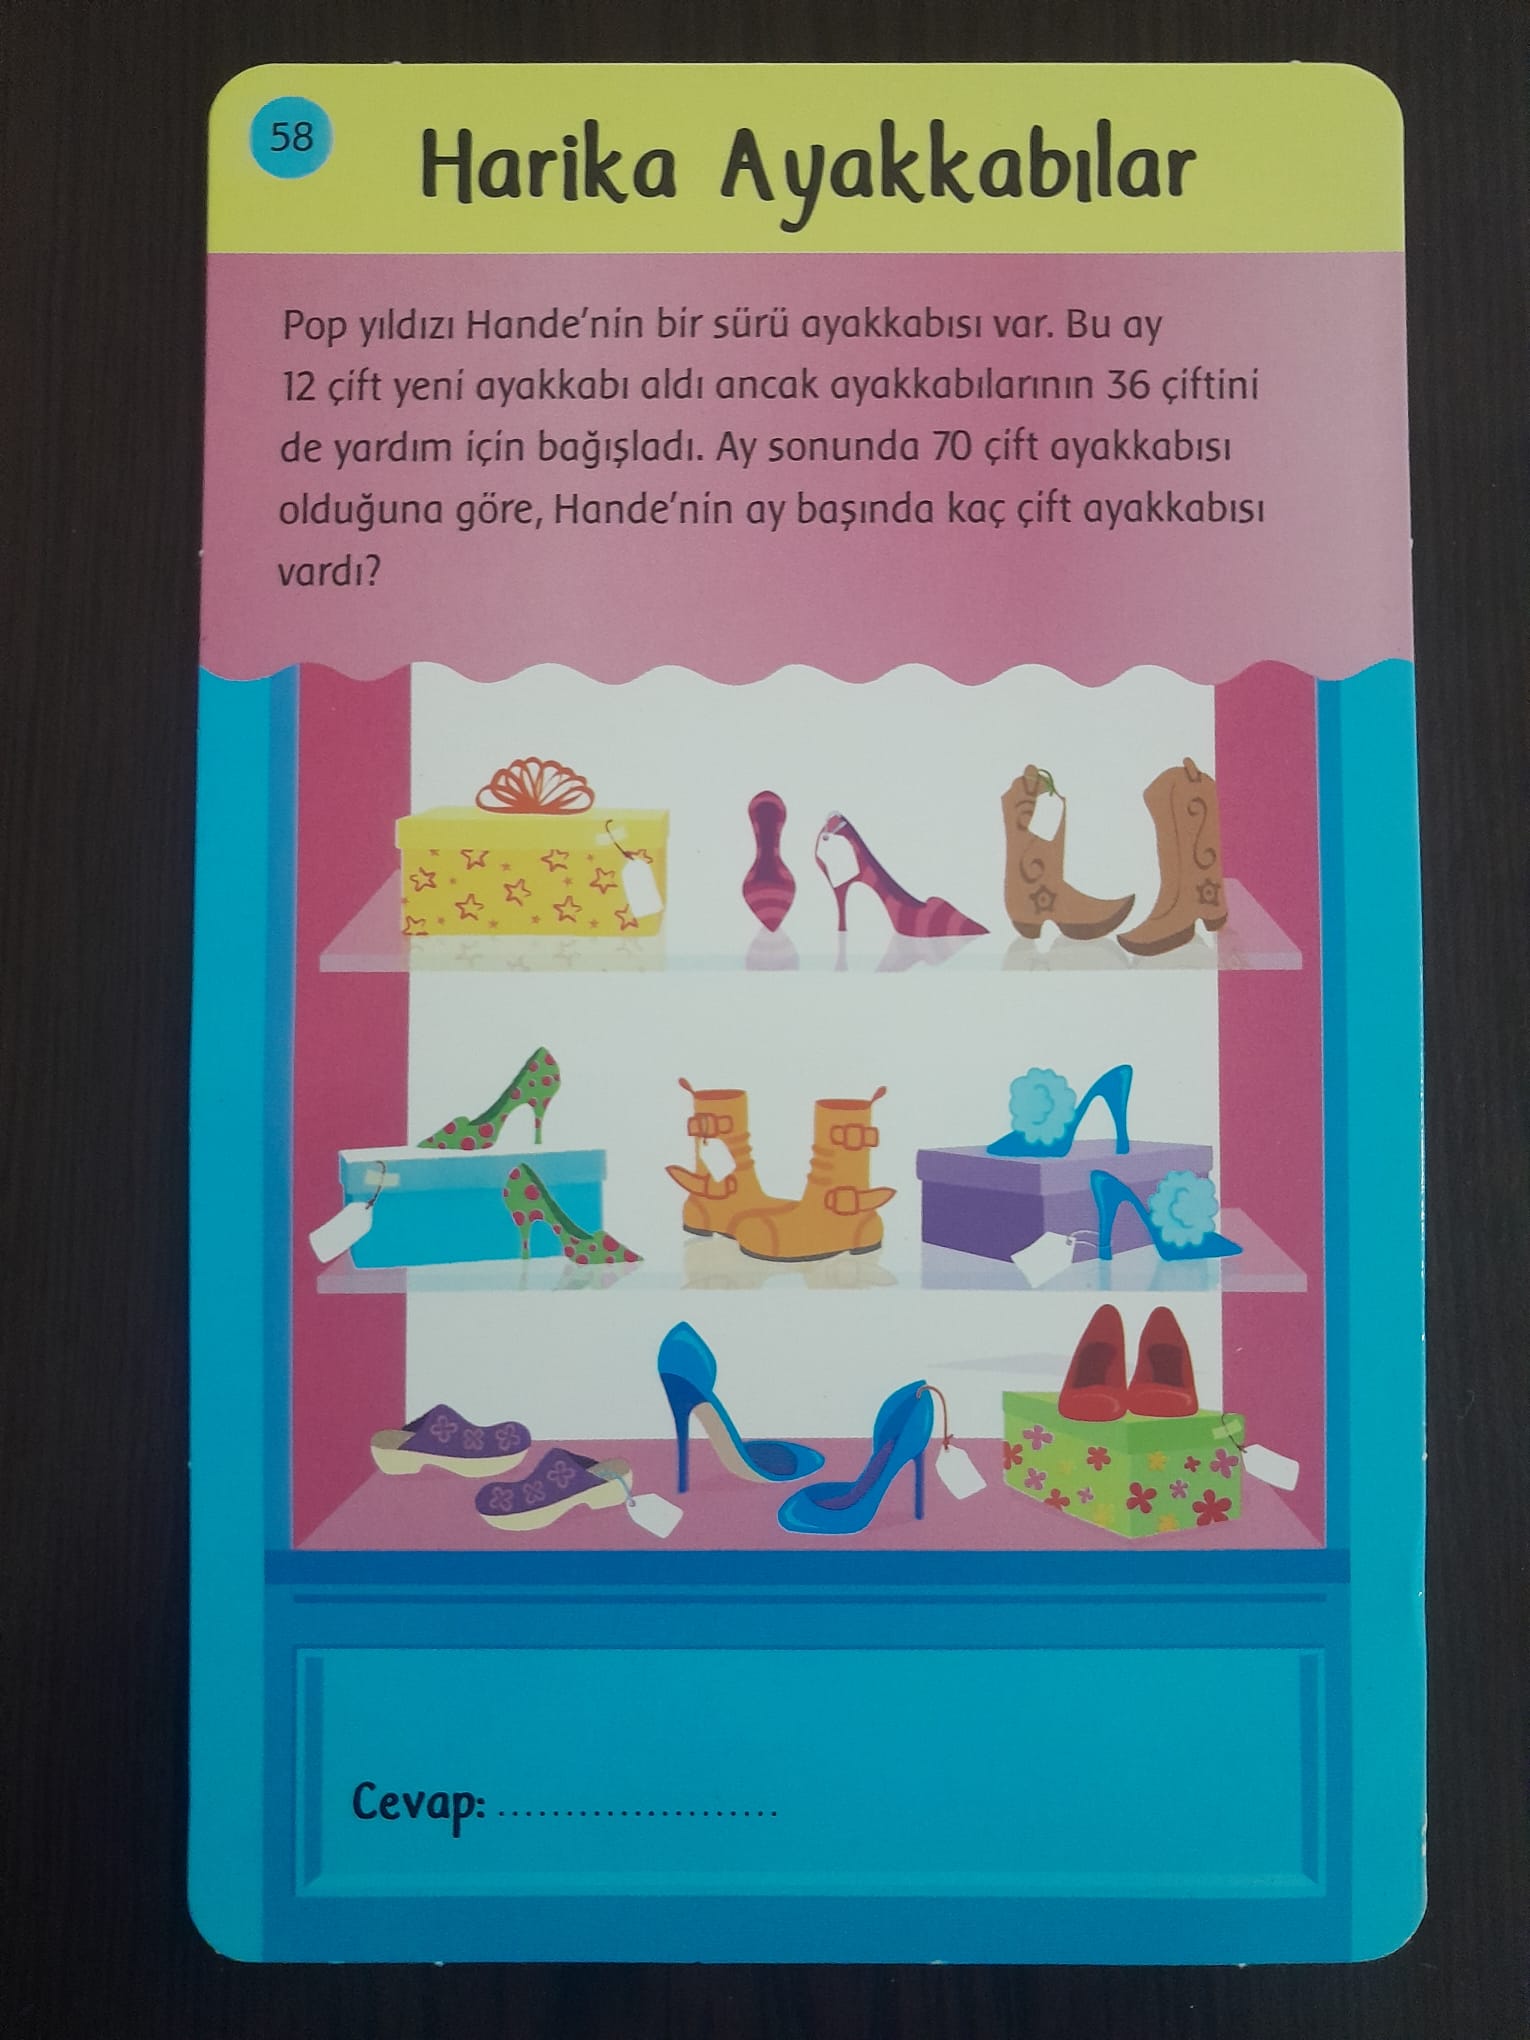 58
Harika Ayakkabılar
Pop yıldızı Hande'nin bir sürü ayakkabısı var. Bu ay
12 çift yeni ayakkabı aldı ancak ayakkabılarının 36 çiftini
de yardım için bağışladı. Ay sonunda 70 çift ayakkabısı
olduğuna göre, Hande'nin ay başında kaç çift ayakkabısı
vardı?
Cevap: .....................